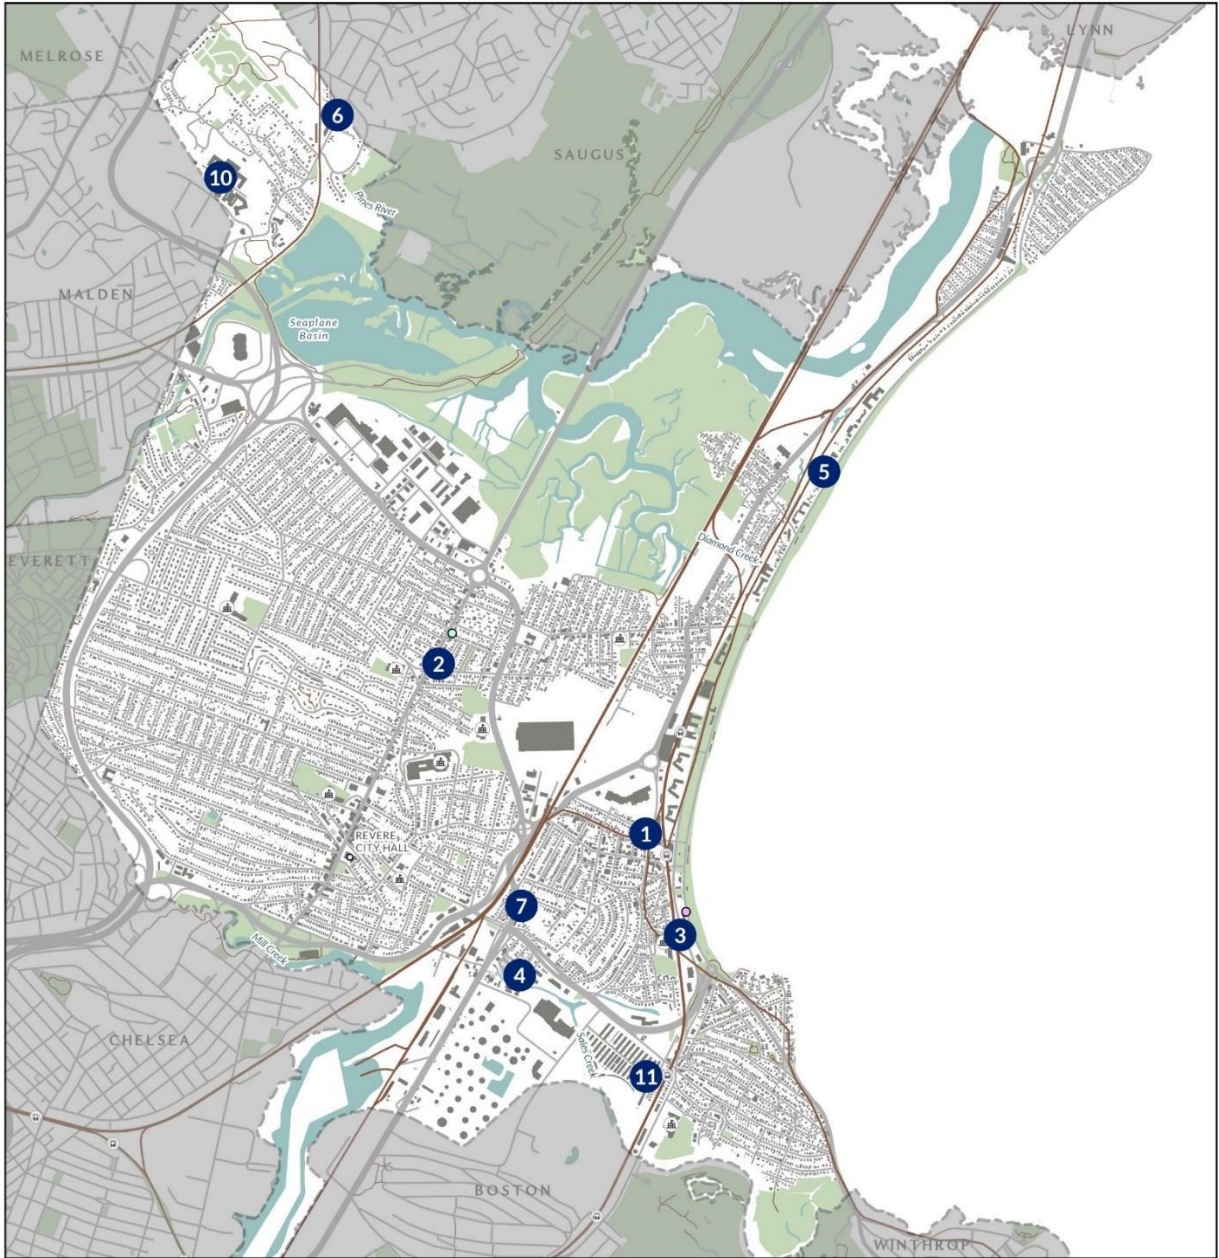 LYNN
MELROSE
6
SAUGUS
10
Pines River
MALDEN
Seaplane
Basin
5
Diamond Creek
EVERETT
2
1
REVERE
CITY HALL
7
3
Mill Creek
4
CHELSEA
Sales Creek
11
BOSTON
WINTHROP